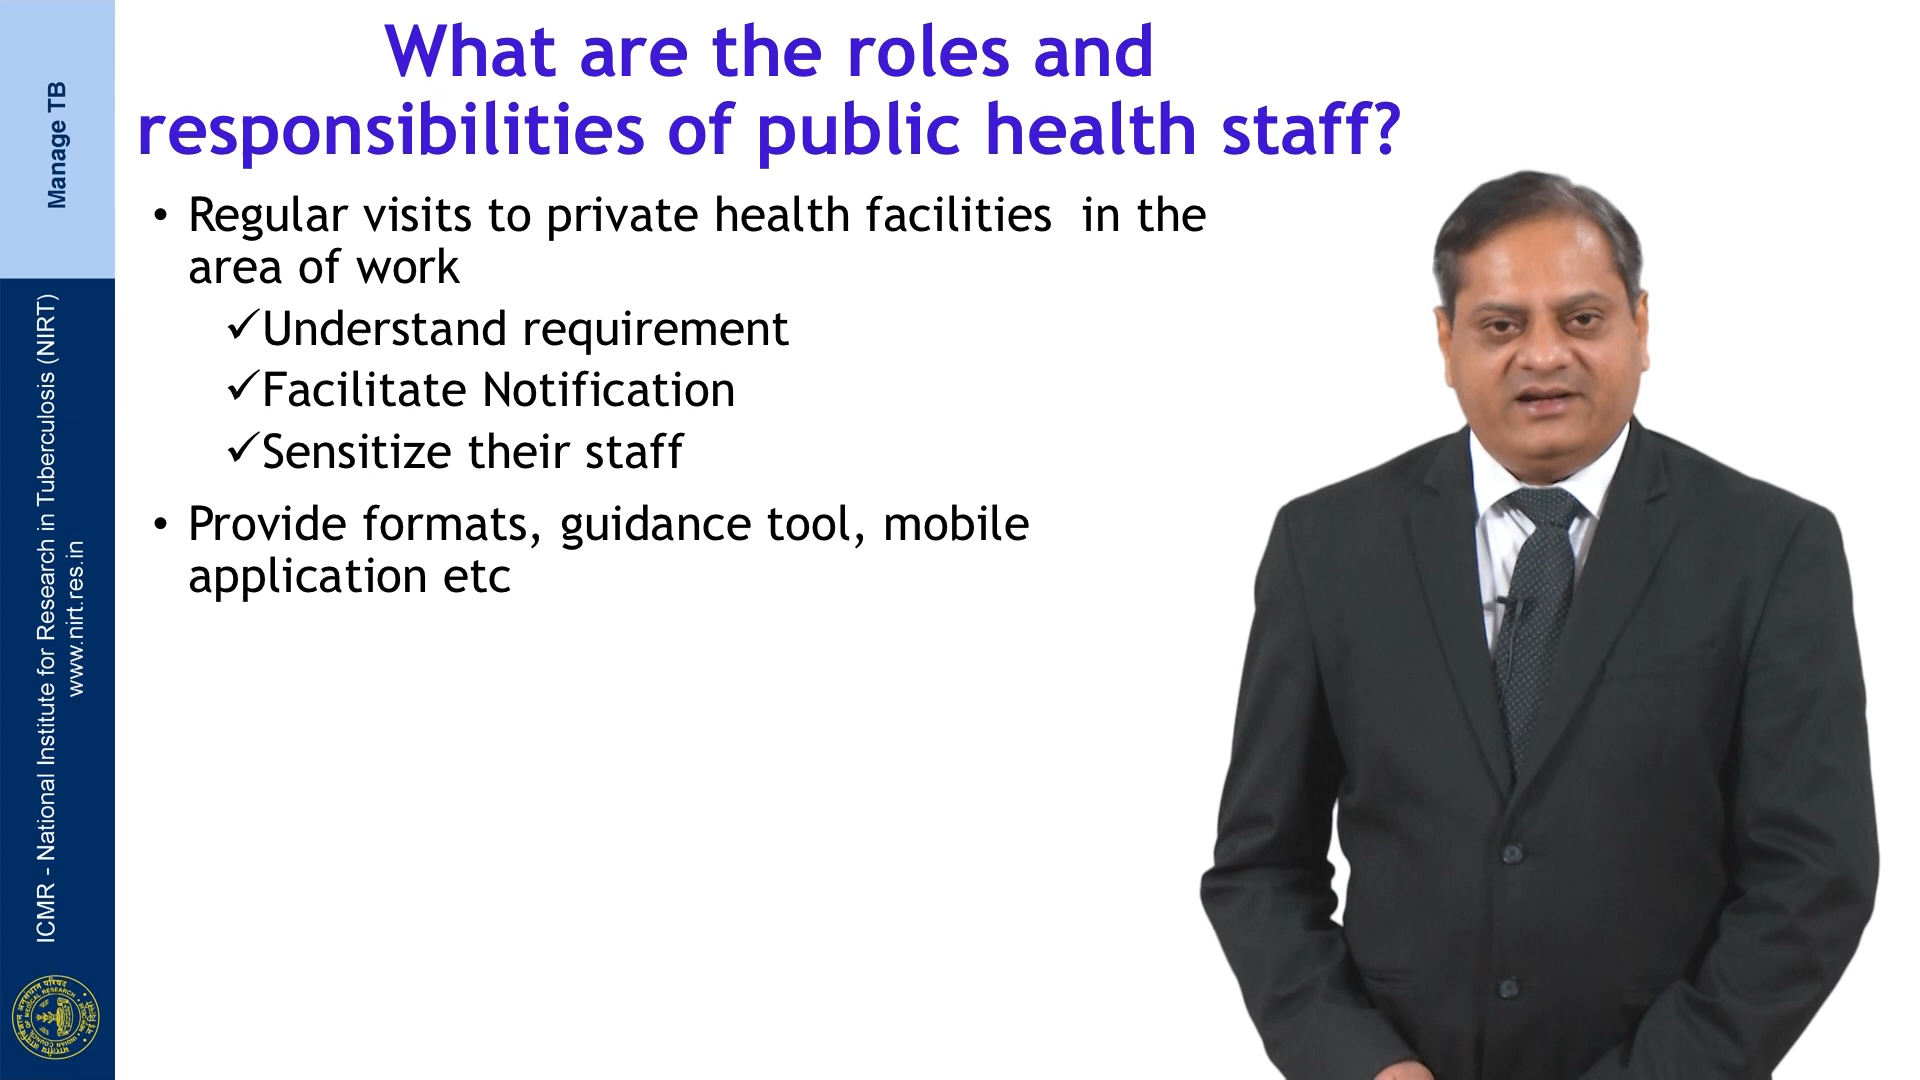 What are the roles and
responsibilities of public health staff?
• Regular visits to private health facilities  in the
area of work
✓Understand requirement
✓Facilitate Notification
✓Sensitize their staff
• Provide formats, guidance tool, mobile
application etc
Manage TB
ICMR - National Institute for Research in Tuberculosis (NIRT)
www.nirt.res.in